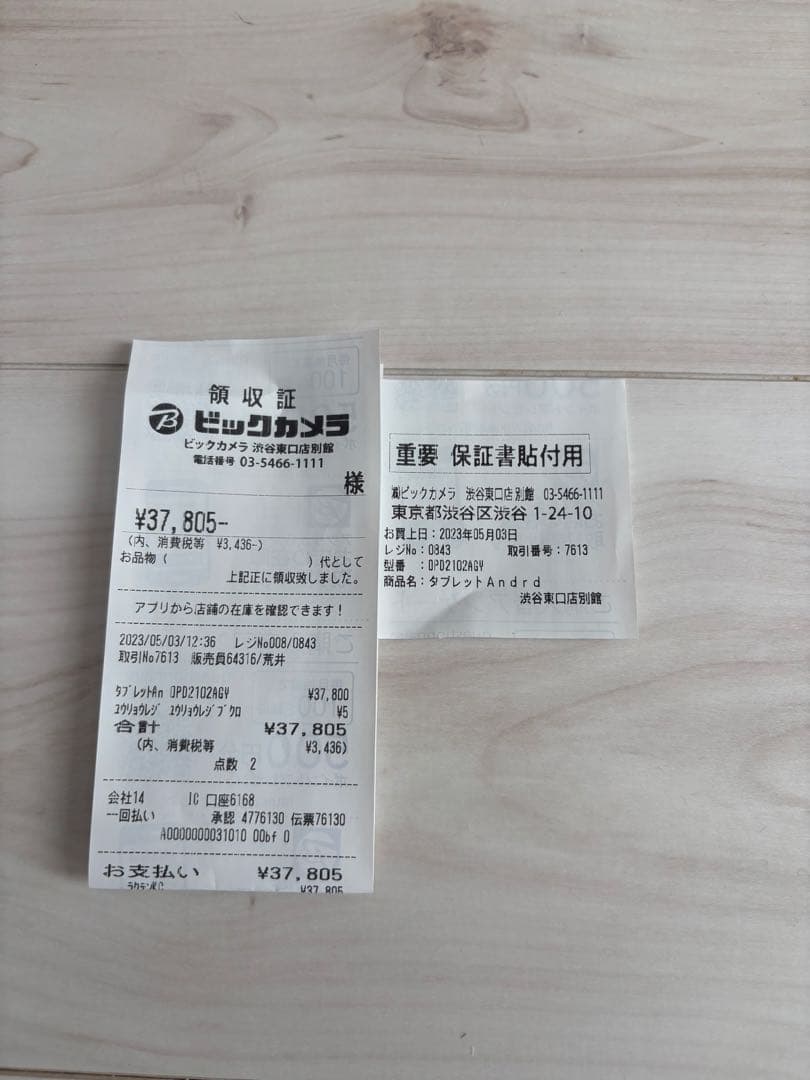 領収証
ビックカメラ
ビックカメラ 渋谷東口店別館
電話番号 03-5466-1111
様
¥37,805-
(内、消費税等 ¥3,436-)
お品物( )代として
上記正に領収致しました。
アプリから店舗の在庫を確認できます!
2023/05/03/12:36 レジNo008/0843
取引No7613 販売員64316/荒井
タブレットAn OPD2102AGY ¥37,800
ユウリョウレジ ユウリョウレジブクロ ¥5
合計 ¥37,805
(内、消費税等 ¥3,436)
点数 2
会社14 IC 口座6168
一回払い 承認 4776130 伝票76130
A0000000031010 00bf 0
お支払い ¥37,805
¥37,805
重要 保証書貼付用
㈱ビックカメラ 渋谷東口店別館 03-5466-1111
東京都渋谷区渋谷 1-24-10
お買上日:2023年05月03日
レジNo:0843 取引番号:7613
型番 :OPD2102AGY
商品名:タブレットAndrd
渋谷東口店別館